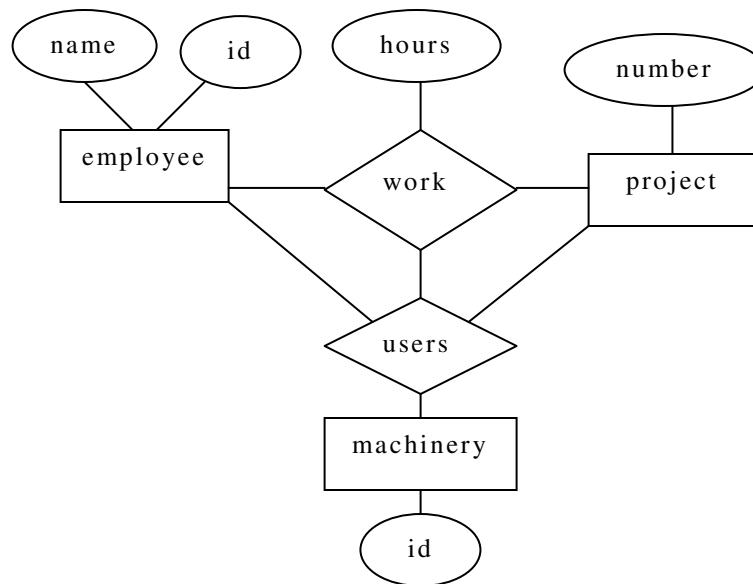 name
id
hours
number
employee
work
project
users
machinery
id